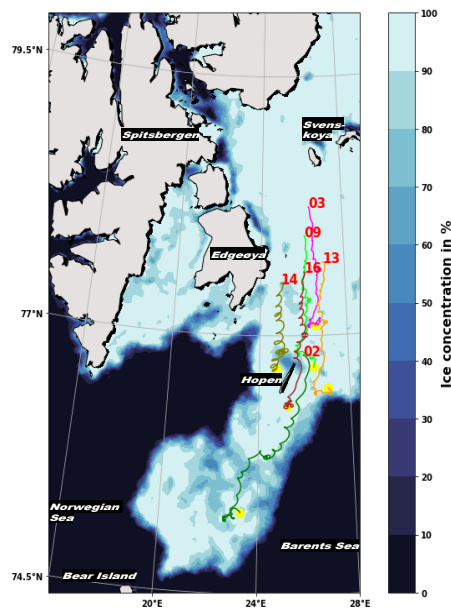 79.5°N
77°N
74.5°N
20°E
24°E
28°E
Spitsbergen
Svens-
koya
Edgeøya
Hopen
Norwegian
Sea
Bear Island
Barents Sea
03
09
13
16
14
02
100
90
80
70
60
50
40
30
20
10
0
Ice concentration in %